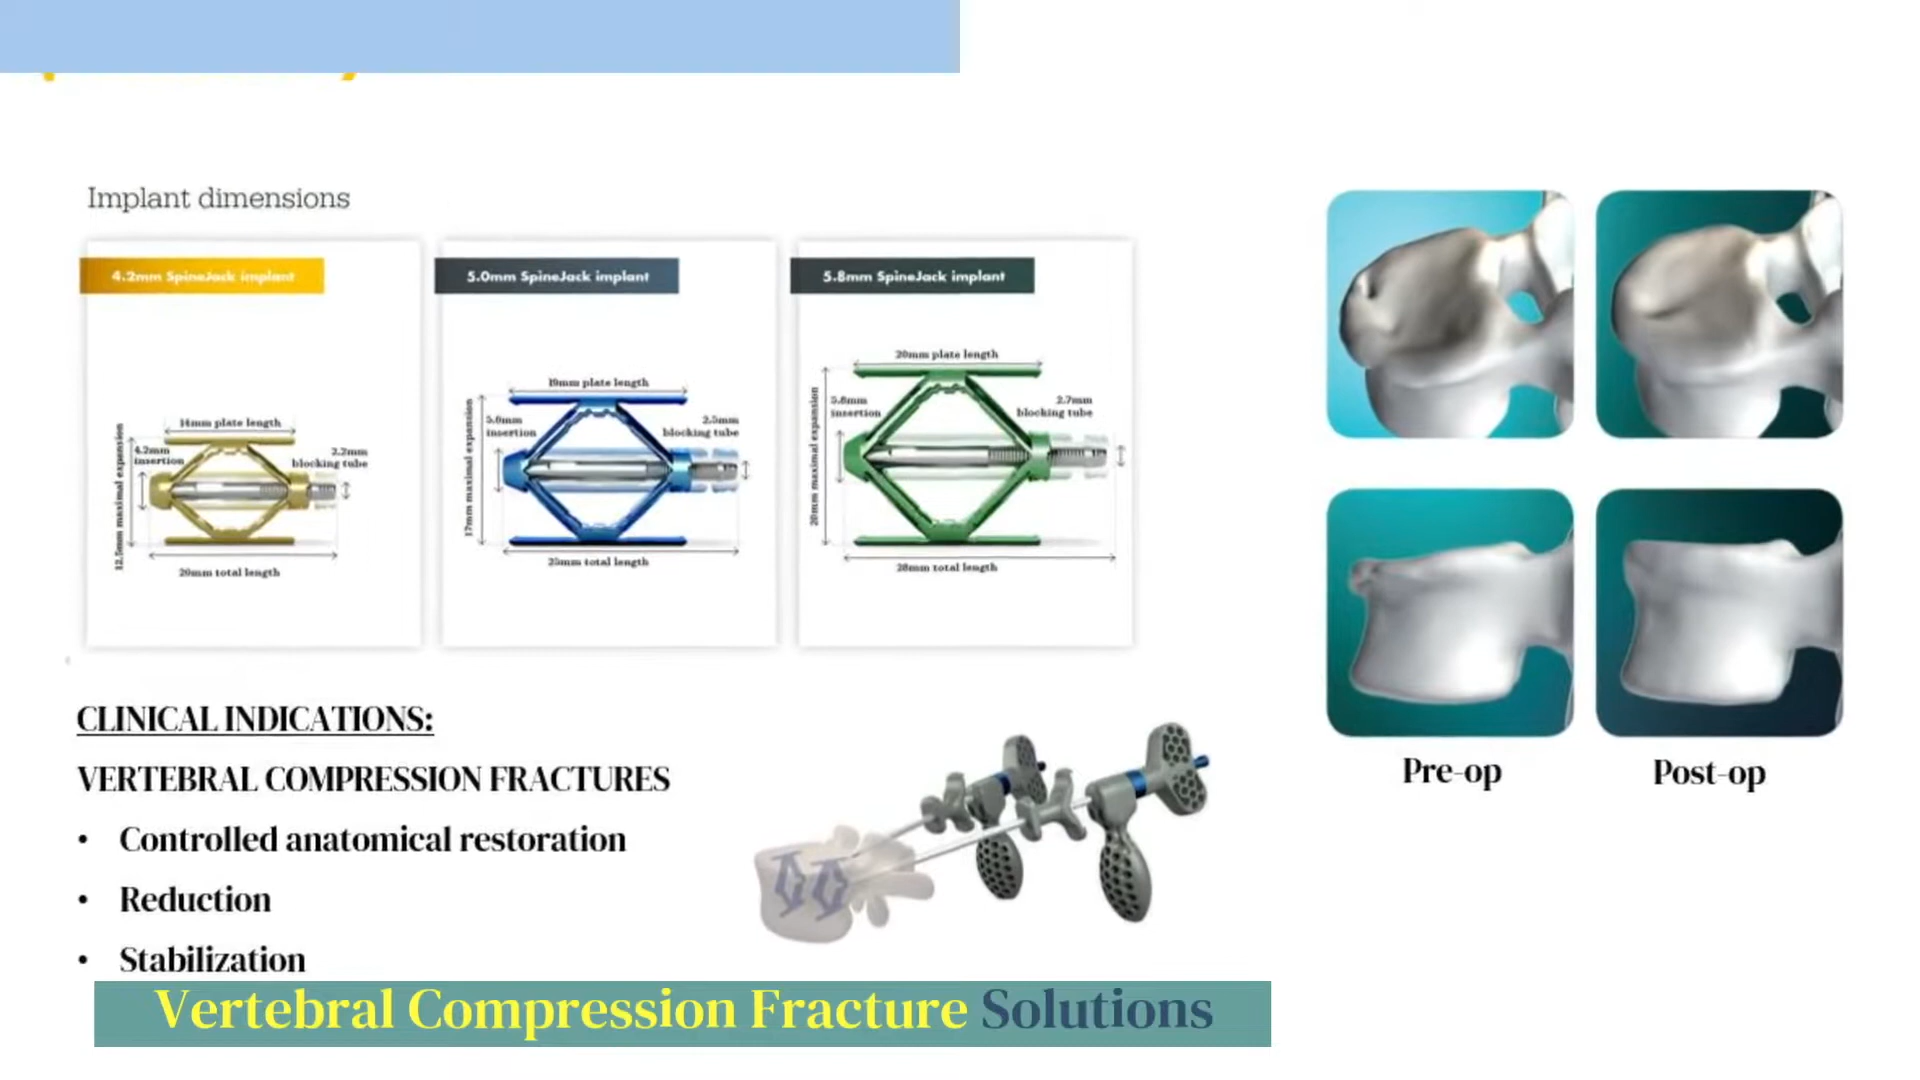 Implant dimensions
4.2mm SpineJack implant
14mm plate length
4.2mm
insertion
2.2mm
blocking tube
12.5mm maximal expansion
20mm total length
5.0mm SpineJack implant
19mm plate length
5.0mm
insertion
2.5mm
blocking tube
17mm maximal expansion
25mm total length
5.8mm SpineJack implant
20mm plate length
5.8mm
insertion
2.7mm
blocking tube
20mm maximal expansion
28mm total length
Pre-op
Post-op
CLINICAL INDICATIONS:
VERTEBRAL COMPRESSION FRACTURES
• Controlled anatomical restoration
• Reduction
• Stabilization
Vertebral Compression Fracture Solutions